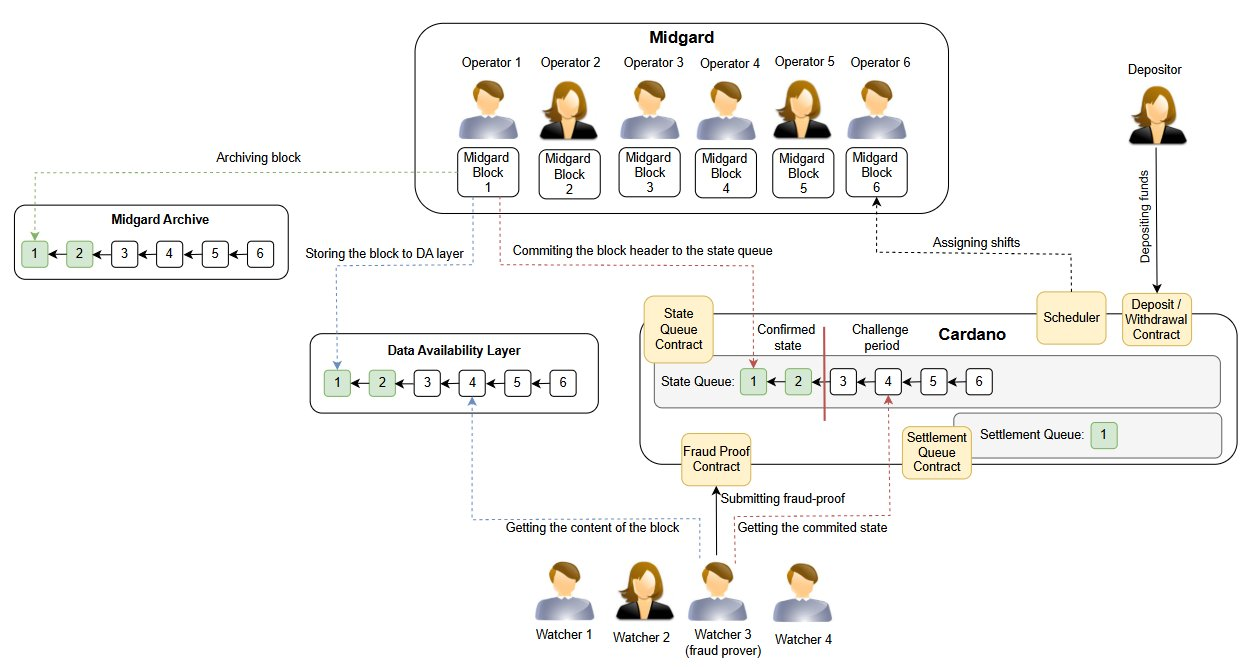 Midgard
Operator 1
Operator 2
Operator 3
Operator 4
Operator 5
Operator 6
Midgard
Block
1
Midgard
Block
2
Midgard
Block
3
Midgard
Block
4
Midgard
Block
5
Midgard
Block
6
Depositor
Depositing funds
Archiving block
Midgard Archive
1
2
3
4
5
6
Storing the block to DA layer
Commiting the block header to the state queue
Assigning shifts
Data Availability Layer
1
2
3
4
5
6
State
Queue
Contract
Confirmed
state
Challenge
period
Cardano
Scheduler
Deposit /
Withdrawal
Contract
State Queue:
1
2
3
4
5
6
Settlement
Queue
Contract
Settlement Queue:
1
Fraud Proof
Contract
Submitting fraud-proof
Getting the content of the block
Getting the commited state
Watcher 1
Watcher 2
Watcher 3
(fraud prover)
Watcher 4